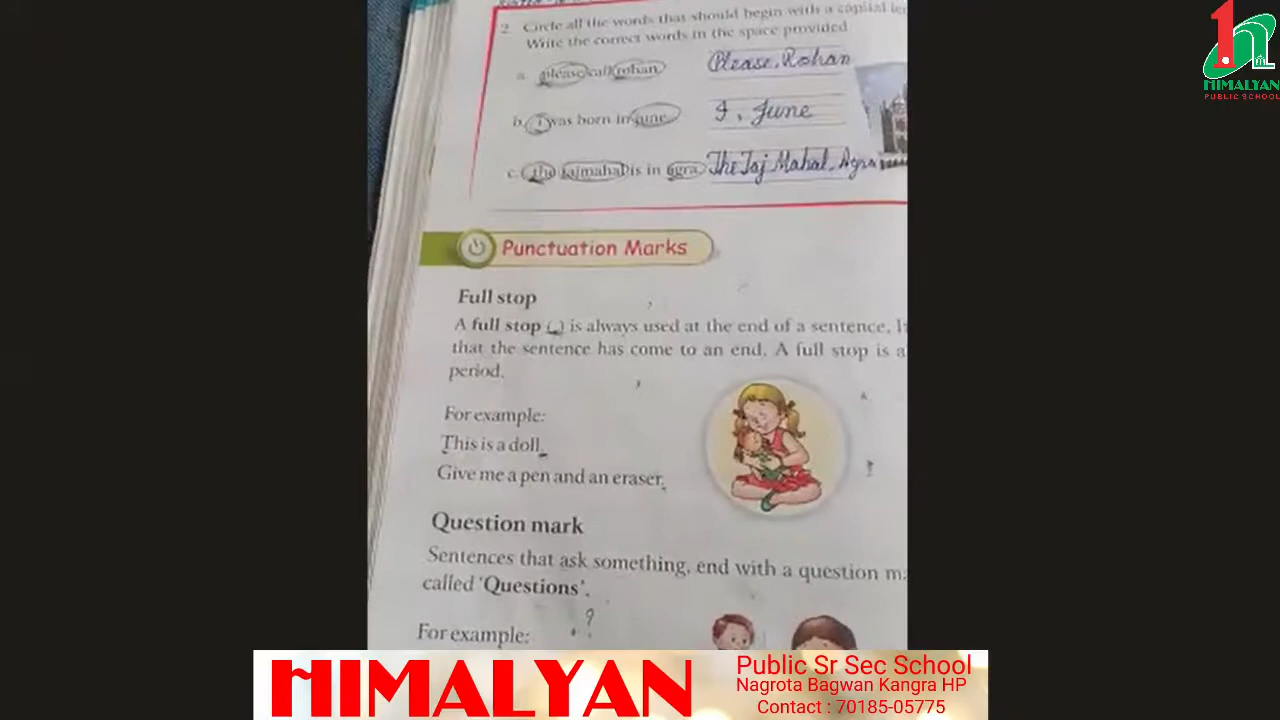 2. Circle all the words that should begin with a capital
Write the correct words in the space provided
a. please call rohan Please, Rohan
b. i was born in june I, June
c. the tajmahal is in agra The Taj Mahal, Agra
Punctuation Marks
Full stop
A full stop (.) is always used at the end of a sentence.
that the sentence has come to an end. A full stop is
period.
For example:
This is a doll.
Give me a pen and an eraser.
Question mark
Sentences that ask something, end with a question
called 'Questions'.
?
For example:
HIMALYAN
PUBLIC SCHOOL
HIMALYAN
Public Sr Sec School
Nagrota Bagwan Kangra HP
Contact : 70185-05775